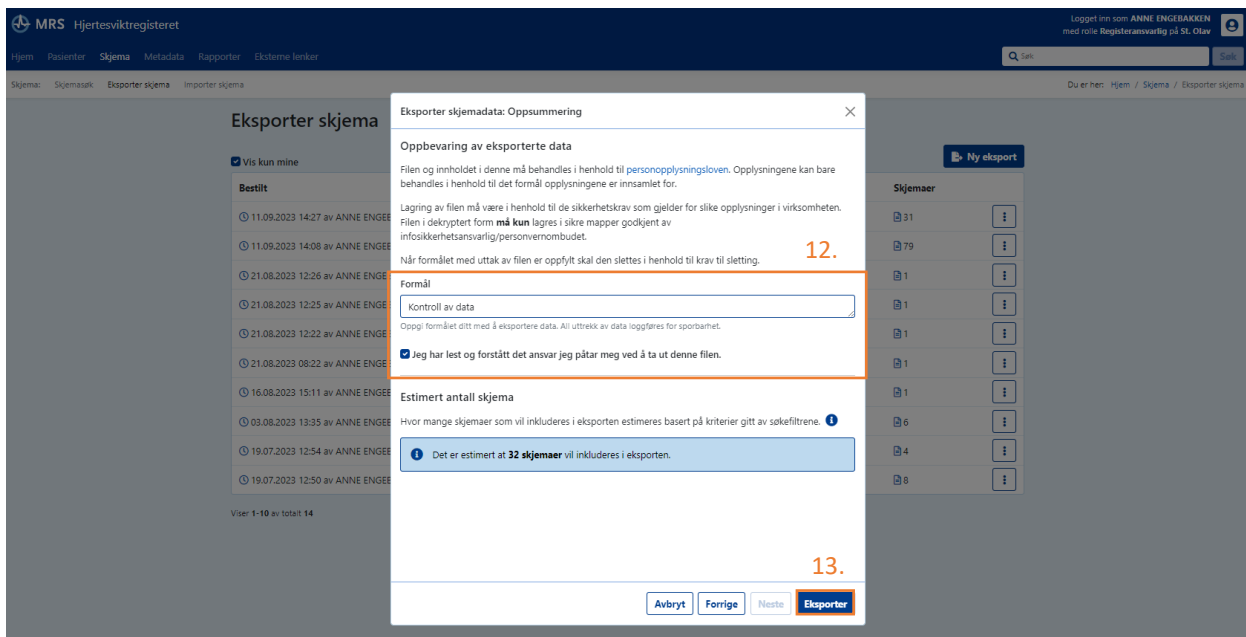 MRS Hjertesviktregisteret
Logget inn som ANNE ENGEBAKKEN
med rolle Registeransvarlig på St. Olav
Hjem Pasienter Skjema Metadata Rapporter Eksterne lenker
Søk Søk
Skjema: Skjemasøk Eksporter skjema Importer skjema
Du er her: Hjem / Skjema / Eksporter skjema
Eksporter skjema
Vis kun mine
Ny eksport
Bestilt Skjemaer
11.09.2023 14:27 av ANNE 31
11.09.2023 14:08 av ANNE 79
21.08.2023 12:26 av ANNE 1
21.08.2023 12:25 av ANNE 1
21.08.2023 12:22 av ANNE 1
21.08.2023 08:22 av ANNE 1
16.08.2023 15:11 av ANNE 1
03.08.2023 13:35 av ANNE 6
19.07.2023 12:54 av ANNE 4
19.07.2023 12:50 av ANNE 8
Viser 1-10 av totalt 14
Eksporter skjemadata: Oppsummering
Oppbevaring av eksporterte data
Filen og innholdet i denne må behandles i henhold til personopplysningsloven. Opplysningene kan bare
behandles i henhold til det formål opplysningene er innsamlet for.
Lagring av filen må være i henhold til de sikkerhetskrav som gjelder for slike opplysninger i virksomheten.
Filen i dekryptert form må kun lagres i sikre mapper godkjent av
infosikkerhetsansvarlig/personvernombudet.
12.
Når formålet med uttak av filen er oppfylt skal den slettes i henhold til krav til sletting.
Formål
Kontroll av data
Oppgi formålet ditt med å eksportere data. All uttrekk av data loggføres for sporbarhet.
Jeg har lest og forstått det ansvar jeg påtar meg ved å ta ut denne filen.
Estimert antall skjema
Hvor mange skjemaer som vil inkluderes i eksporten estimeres basert på kriterier gitt av søkefiltrene.
Det er estimert at 32 skjemaer vil inkluderes i eksporten.
13.
Avbryt Forrige Neste Eksporter